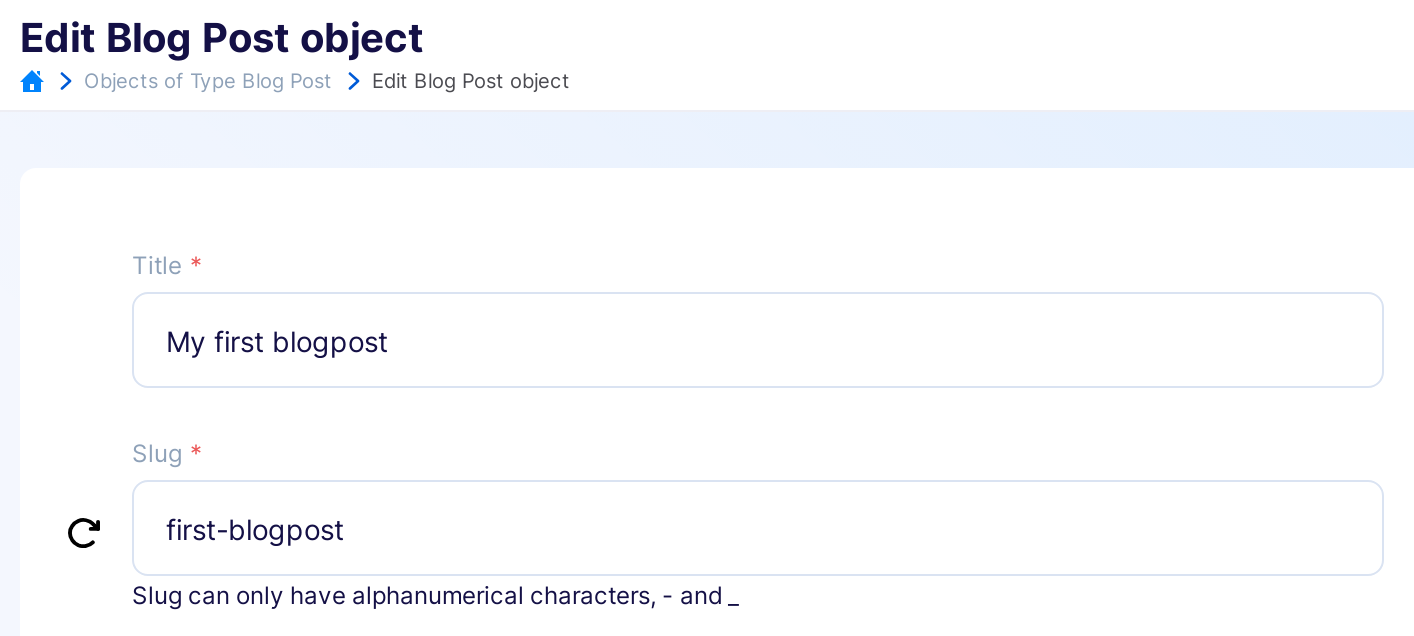 Edit Blog Post object
Objects of Type Blog Post Edit Blog Post object
Title *
My first blogpost
Slug *
first-blogpost
Slug can only have alphanumerical characters, - and _